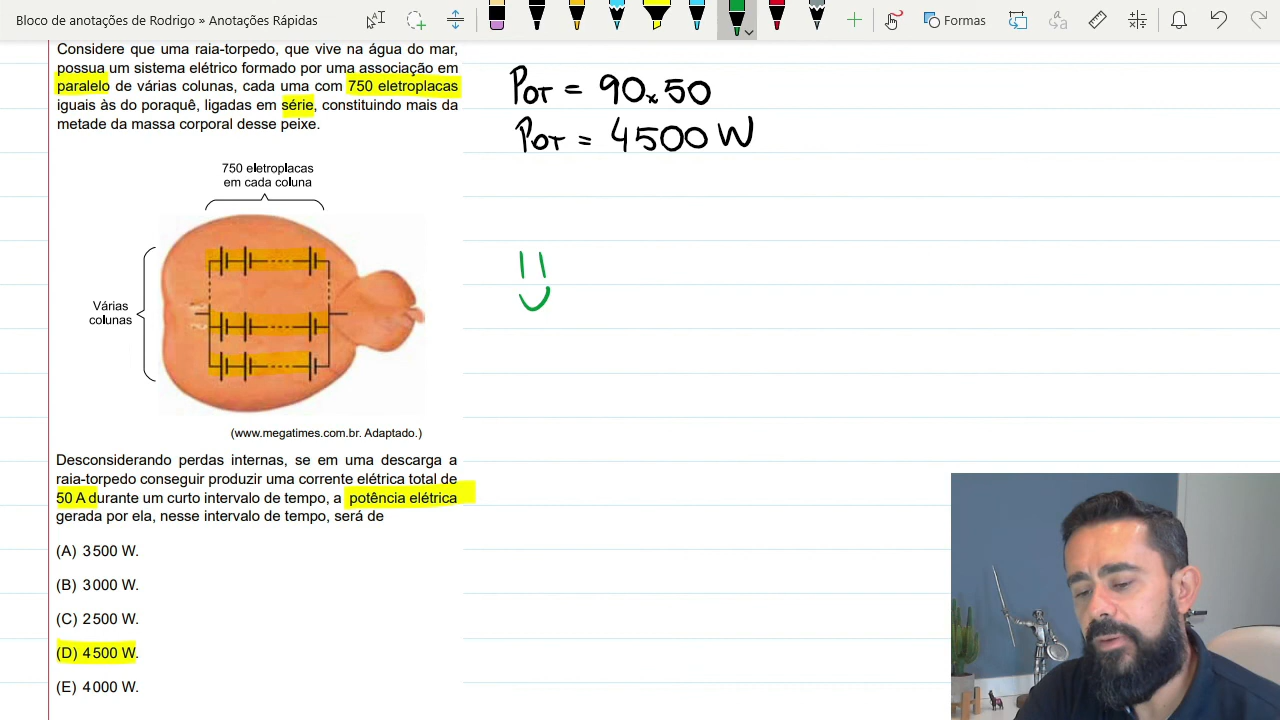 Bloco de notações de Rodrigo » Anotações Rápidas
Formas
Considere que uma raia-torpedo, que vive na água do mar,
possua um sistema elétrico formado por uma associação em
paralelo de várias colunas, cada uma com 750 eletroplacas
iguais às do poraquê, ligadas em série, constituindo mais da
metade da massa corporal desse peixe.
750 eletroplacas
em cada coluna
Várias
colunas
(www.megatimes.com.br. Adaptado.)
Desconsiderando perdas internas, se em uma descarga a
raia-torpedo conseguir produzir uma corrente elétrica total de
50 A durante um curto intervalo de tempo, a potência elétrica
gerada por ela, nesse intervalo de tempo, será de
(A) 3 500 W.
(B) 3 000 W.
(C) 2 500 W.
(D) 4 500 W.
(E) 4 000 W.
POT = 90x50
POT = 4500 W